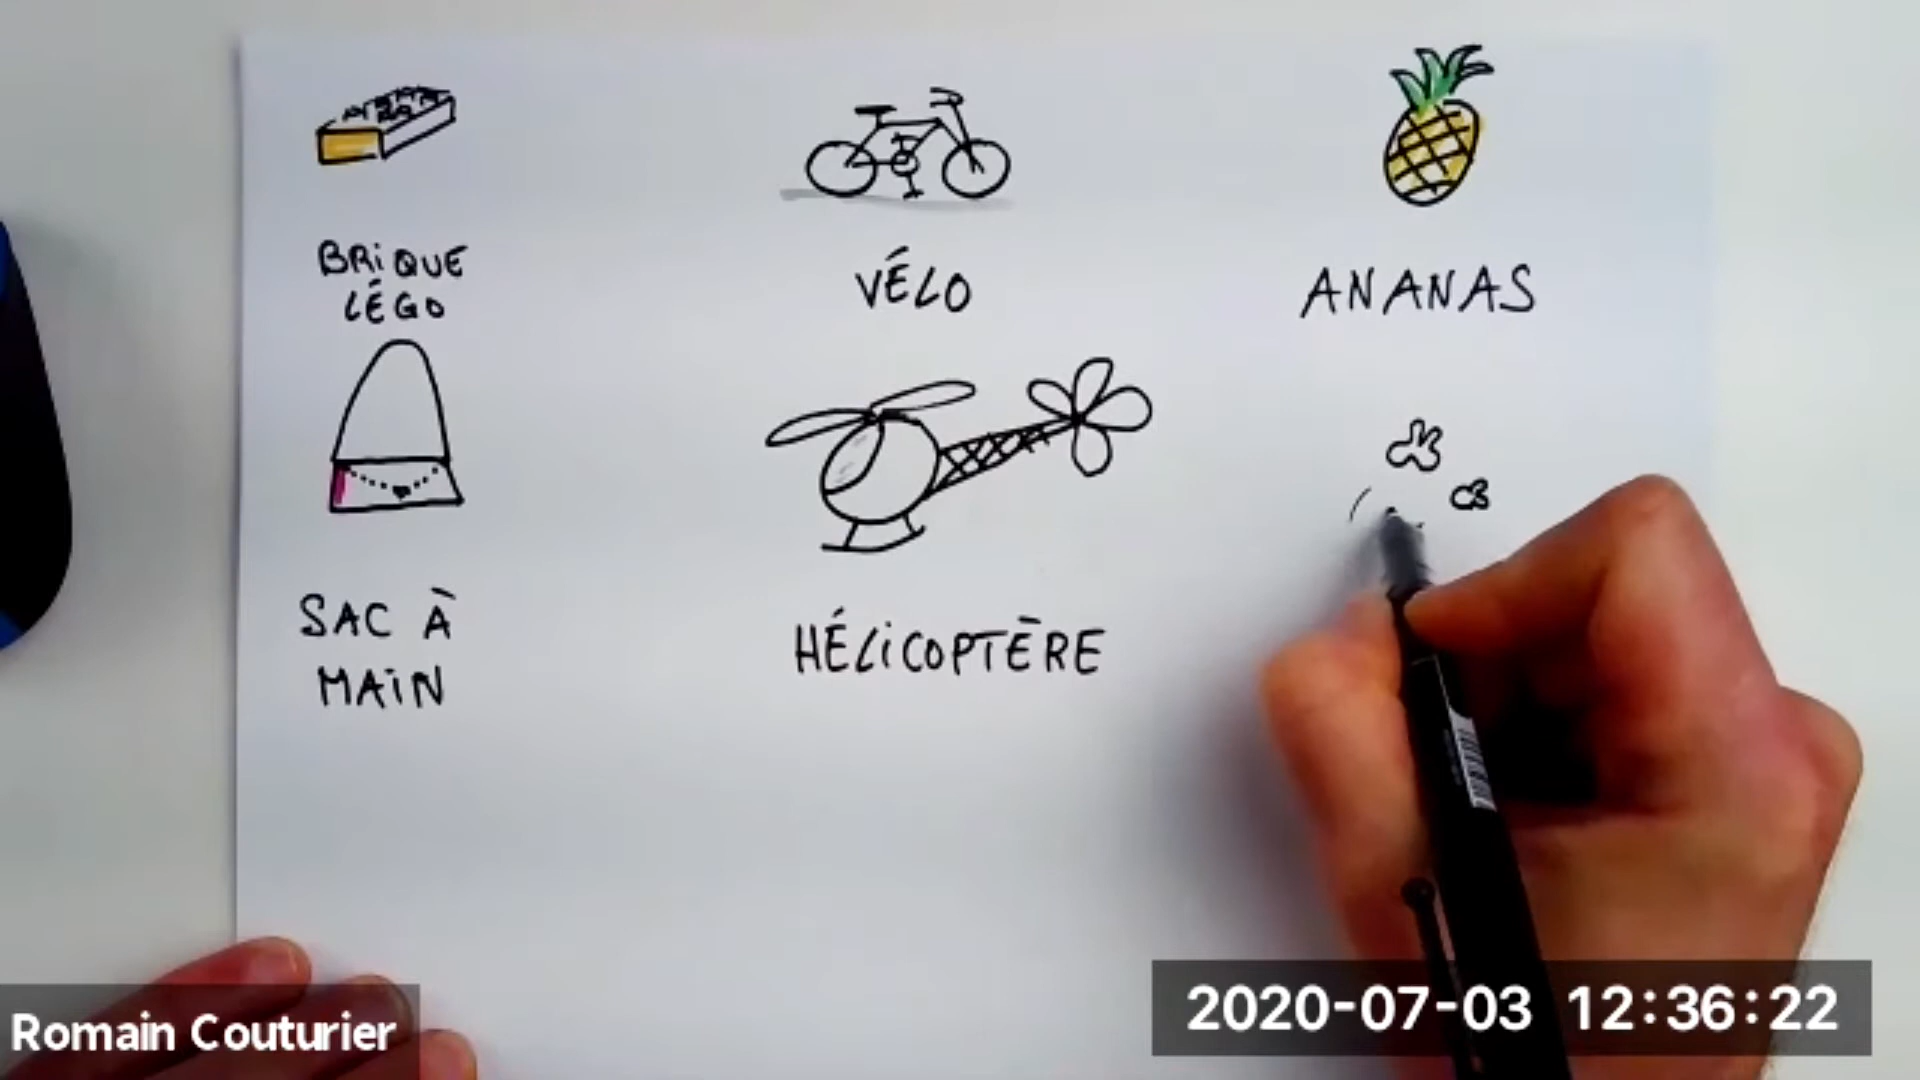 BRiQUE
LÉGO
VÉLO
ANANAS
SAC À
MAiN
HÉLiCOPTÈRE
Romain Couturier
2020-07-03 12:36:22